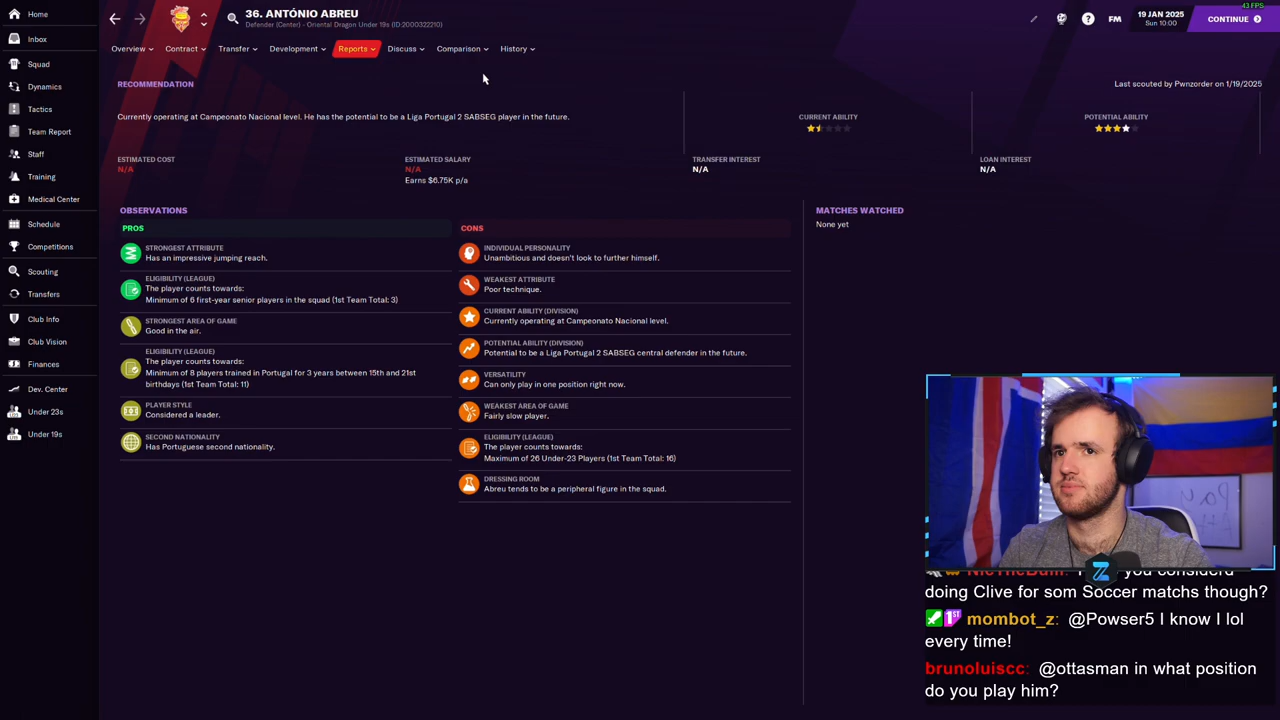 43 FPS
Home
36. ANTÓNIO ABREU
Defender (Center) - Oriental Dragon Under 19s (ID:2000322210)
FM
19 JAN 2025
Sun 10:00
CONTINUE
Overview
Contract
Transfer
Development
Reports
Discuss
Comparison
History
Inbox
Squad
Dynamics
Tactics
Team Report
Staff
Training
Medical Center
Schedule
Competitions
Scouting
Transfers
Club Info
Club Vision
Finances
Dev. Center
Under 23s
Under 19s
RECOMMENDATION
Last scouted by Pwnzorder on 1/19/2025
Currently operating at Campeonato Nacional level. He has the potential to be a Liga Portugal 2 SABSEG player in the future.
CURRENT ABILITY
POTENTIAL ABILITY
ESTIMATED COST
N/A
ESTIMATED SALARY
N/A
Earns $6.75K p/a
TRANSFER INTEREST
N/A
LOAN INTEREST
N/A
OBSERVATIONS
PROS
STRONGEST ATTRIBUTE
Has an impressive jumping reach.
ELIGIBILITY (LEAGUE)
The player counts towards:
Minimum of 6 first-year senior players in the squad (1st Team Total: 3)
STRONGEST AREA OF GAME
Good in the air.
ELIGIBILITY (LEAGUE)
The player counts towards:
Minimum of 8 players trained in Portugal for 3 years between 15th and 21st
birthdays (1st Team Total: 11)
PLAYER STYLE
Considered a leader.
SECOND NATIONALITY
Has Portuguese second nationality.
CONS
INDIVIDUAL PERSONALITY
Unambitious and doesn't look to further himself.
WEAKEST ATTRIBUTE
Poor technique.
CURRENT ABILITY (DIVISION)
Currently operating at Campeonato Nacional level.
POTENTIAL ABILITY (DIVISION)
Potential to be a Liga Portugal 2 SABSEG central defender in the future.
VERSATILITY
Can only play in one position right now.
WEAKEST AREA OF GAME
Fairly slow player.
ELIGIBILITY (LEAGUE)
The player counts towards:
Maximum of 26 Under-23 Players (1st Team Total: 16)
DRESSING ROOM
Abreu tends to be a peripheral figure in the squad.
MATCHES WATCHED
None yet
doing Clive for som Soccer matchs though?
mombot_z: @Powser5 I know I lol
every time!
brunoluiscc: @ottasman in what position
do you play him?